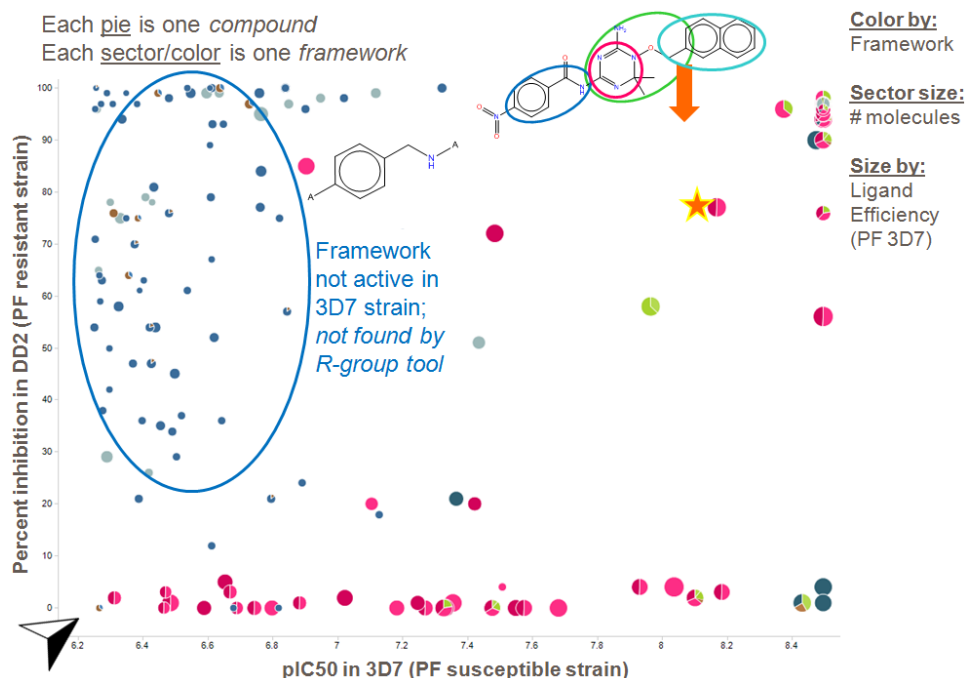 Each pie is one compound
Each sector/color is one framework
Color by:
Framework
Sector size:
# molecules
Size by:
Ligand
Efficiency
(PF 3D7)
NH₂
N
N
O
O
N
N
NH
O
N
O
A
NH
A
Framework
not active in
3D7 strain;
not found by
R-group tool
Percent inhibition in DD2 (PF resistant strain)
100
90
80
70
60
50
40
30
20
10
0
6.2
6.4
6.6
6.8
7
7.2
7.4
7.6
7.8
8
8.2
8.4
pIC50 in 3D7 (PF susceptible strain)